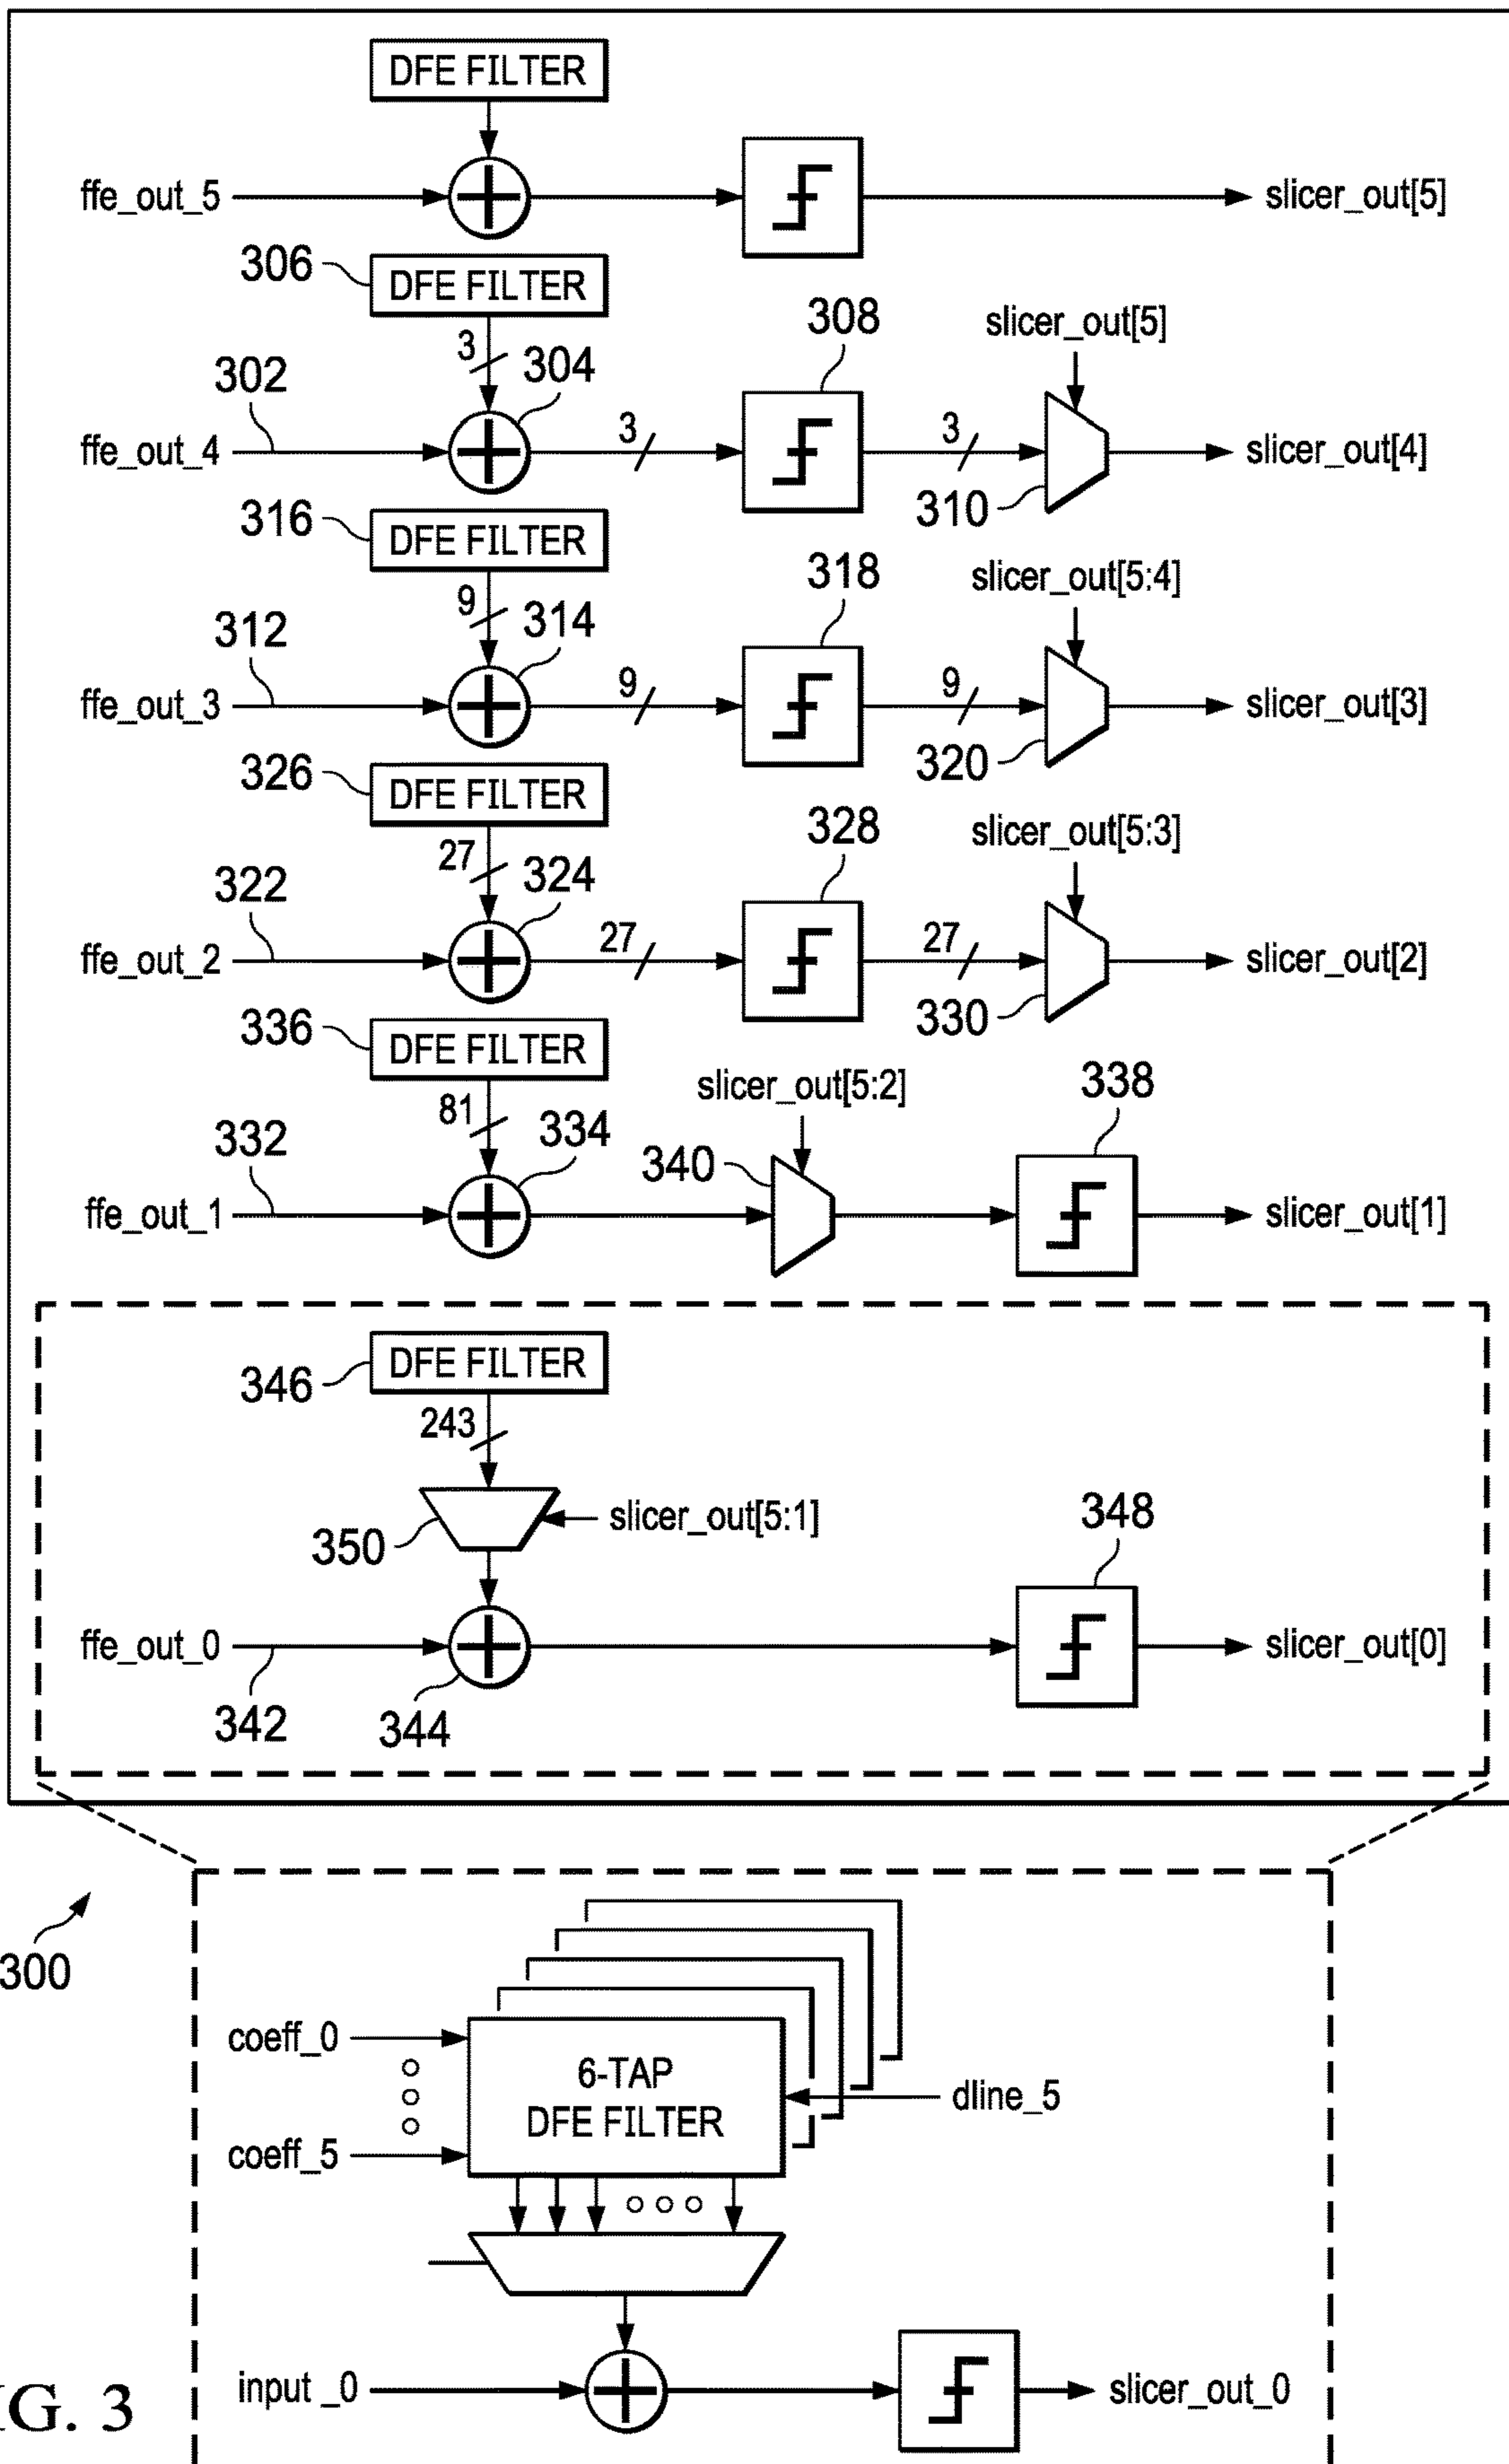 DFE FILTER
ffe_out_5
slicer_out[5]
306
DFE FILTER
308
slicer_out[5]
3
304
302
ffe_out_4
3
3
slicer_out[4]
310
316
DFE FILTER
318
slicer_out[5:4]
9
314
312
ffe_out_3
9
9
slicer_out[3]
320
326
DFE FILTER
328
slicer_out[5:3]
27
324
322
ffe_out_2
27
27
slicer_out[2]
330
336
DFE FILTER
slicer_out[5:2]
338
81
334
332
340
ffe_out_1
slicer_out[1]
346
DFE FILTER
243
350
slicer_out[5:1]
348
ffe_out_0
slicer_out[0]
342
344
300
coeff_0
6-TAP
DFE FILTER
dline_5
coeff_5
input _0
slicer_out_0
G. 3